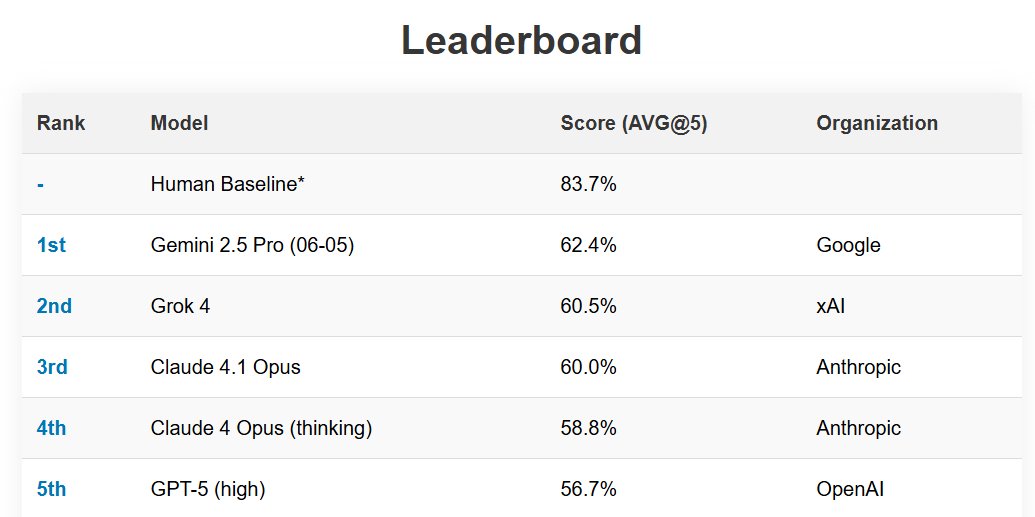 Leaderboard
Rank Model Score (AVG@5) Organization
- Human Baseline* 83.7%
1st Gemini 2.5 Pro (06-05) 62.4% Google
2nd Grok 4 60.5% xAI
3rd Claude 4.1 Opus 60.0% Anthropic
4th Claude 4 Opus (thinking) 58.8% Anthropic
5th GPT-5 (high) 56.7% OpenAI